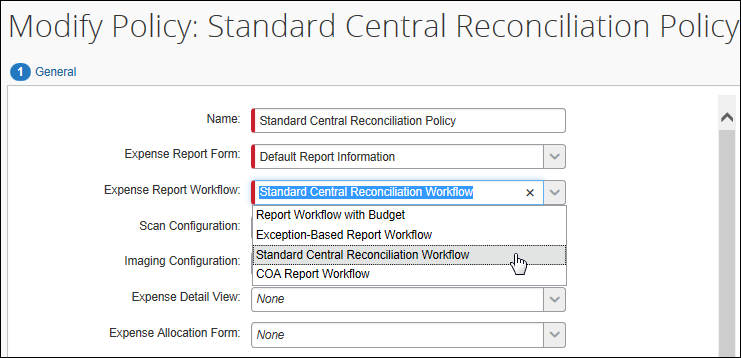 Modify Policy: Standard Central Reconciliation Policy
1 General
Name: Standard Central Reconciliation Policy
Expense Report Form: Default Report Information
Expense Report Workflow: Standard Central Reconciliation Workflow
Report Workflow with Budget
Scan Configuration:
Exception-Based Report Workflow
Standard Central Reconciliation Workflow
Imaging Configuration:
COA Report Workflow
Expense Detail View: None
Expense Allocation Form: None